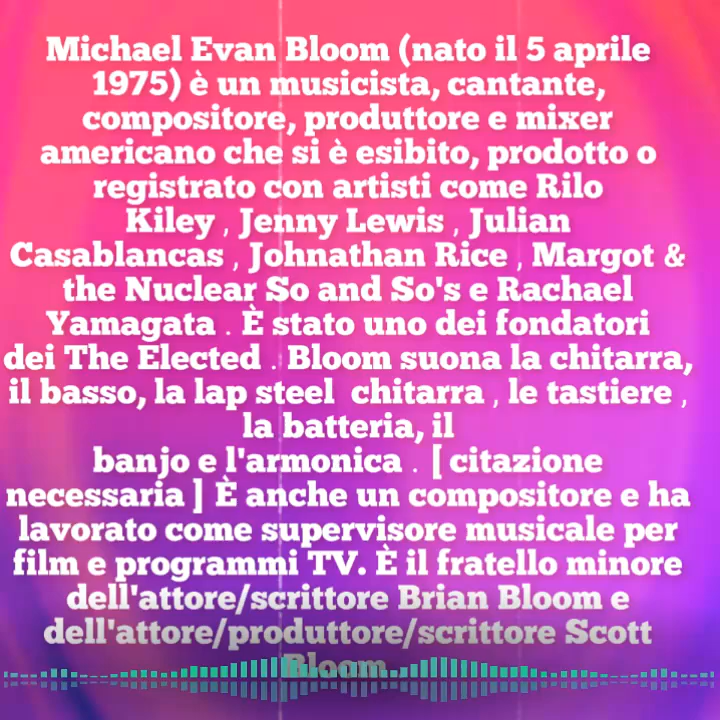 Michael Evan Bloom (nato il 5 aprile
1975) è un musicista, cantante,
compositore, produttore e mixer
americano che si è esibito, prodotto o
registrato con artisti come Rilo
Kiley , Jenny Lewis , Julian
Casablancas , Johnathan Rice , Margot &
the Nuclear So and So's e Rachael
Yamagata . È stato uno dei fondatori
dei The Elected . Bloom suona la chitarra,
il basso, la lap steel chitarra , le tastiere ,
la batteria, il
banjo e l'armonica . [ citazione
necessaria ] È anche un compositore e ha
lavorato come supervisore musicale per
film e programmi TV. È il fratello minore
dell'attore/scrittore Brian Bloom e
dell'attore/produttore/scrittore Scott
Bloom